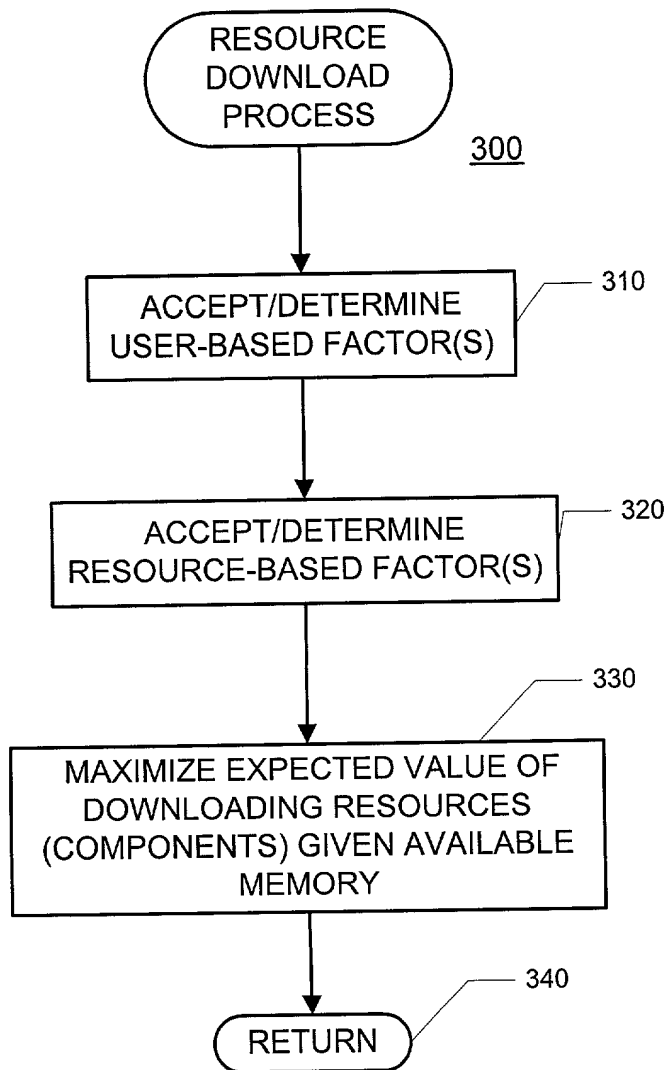 RESOURCE
DOWNLOAD
PROCESS
300
310
ACCEPT/DETERMINE
USER-BASED FACTOR(S)
320
ACCEPT/DETERMINE
RESOURCE-BASED FACTOR(S)
330
MAXIMIZE EXPECTED VALUE OF
DOWNLOADING RESOURCES
(COMPONENTS) GIVEN AVAILABLE
MEMORY
340
RETURN